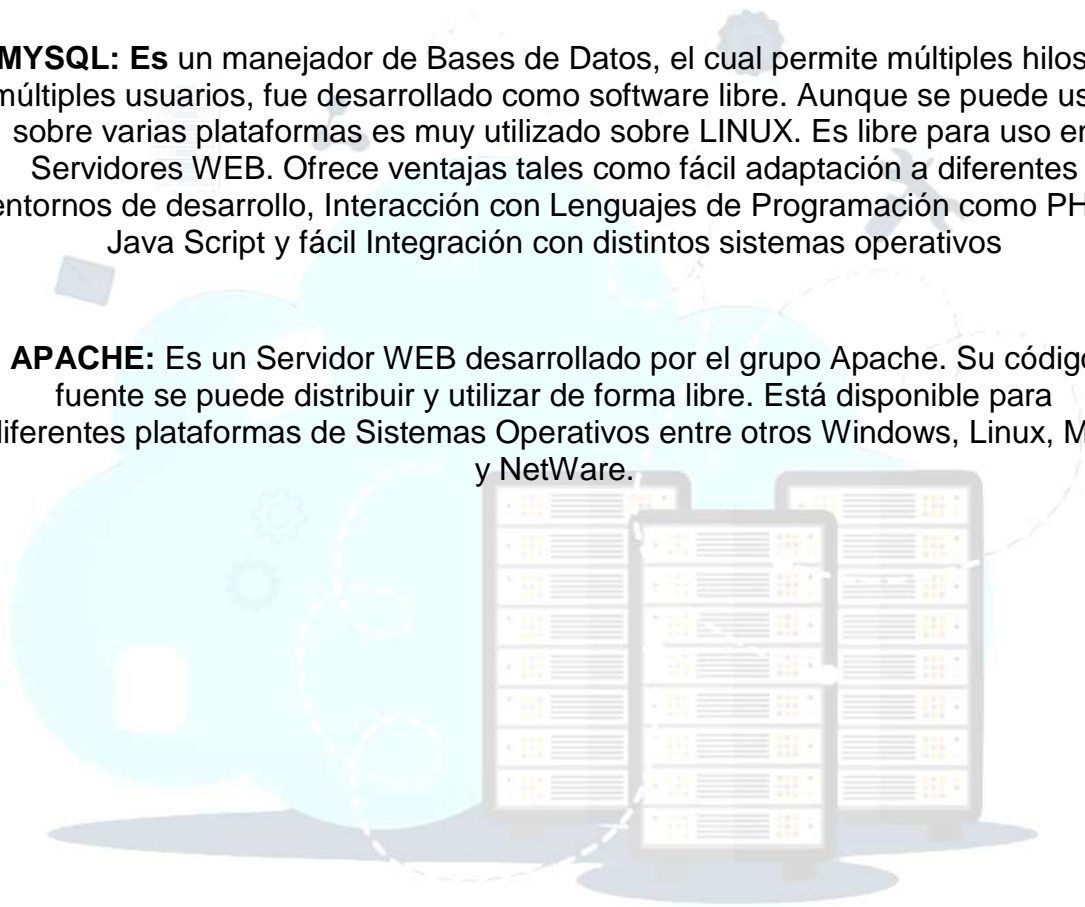 MYSQL: Es un manejador de Bases de Datos, el cual permite múltiples hilos
múltiples usuarios, fue desarrollado como software libre. Aunque se puede us
sobre varias plataformas es muy utilizado sobre LINUX. Es libre para uso en
Servidores WEB. Ofrece ventajas tales como fácil adaptación a diferentes
entornos de desarrollo, Interacción con Lenguajes de Programación como PH
Java Script y fácil Integración con distintos sistemas operativos
APACHE: Es un Servidor WEB desarrollado por el grupo Apache. Su código
fuente se puede distribuir y utilizar de forma libre. Está disponible para
diferentes plataformas de Sistemas Operativos entre otros Windows, Linux, M
y NetWare.